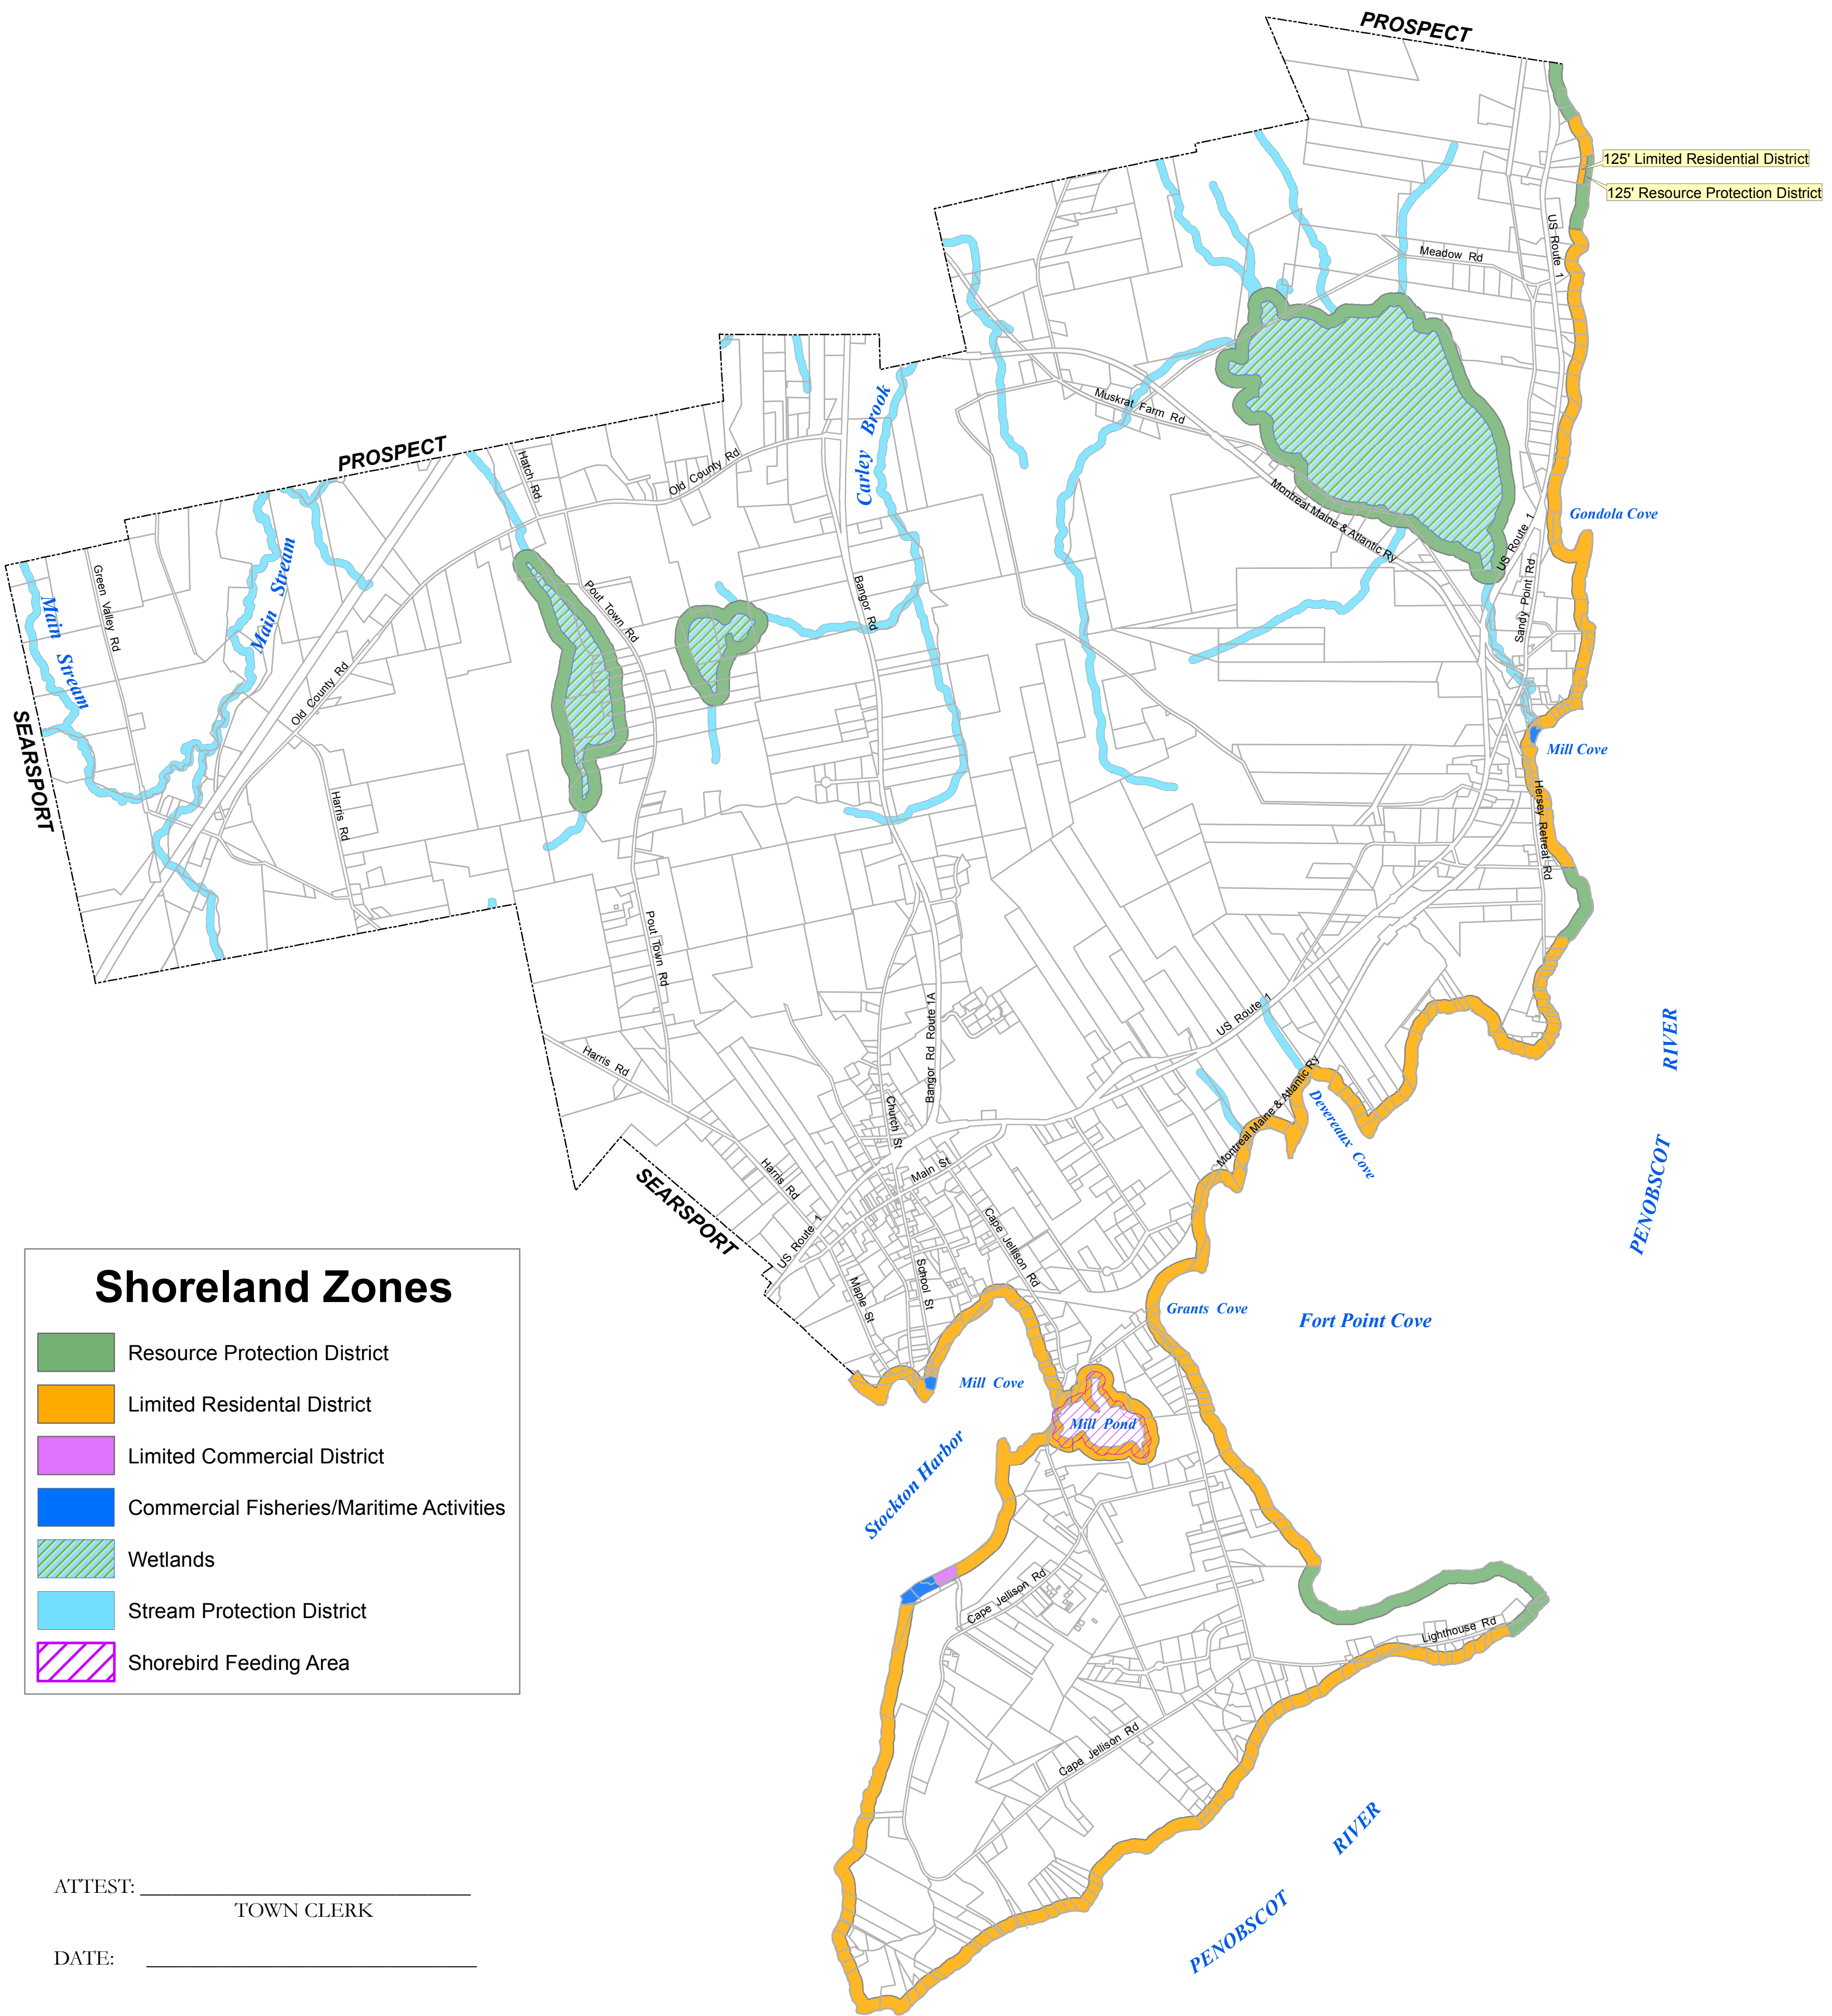 PROSPECT
125' Limited Residential District
125' Resource Protection District
US Route 1
Meadow Rd
Muskrat Farm Rd
Carley Brook
PROSPECT
Hatch Rd
Old County Rd
Montreal Maine & Atlantic Ry
Gondola Cove
US Route 1
Sandy Point Rd
Main Stream
Green Valley Rd
Main Stream
Pout Town Rd
Bangor Rd
Old County Rd
SEARSPORT
Mill Cove
Harris Rd
Hersey Retreat Rd
Pout Town Rd
US Route 1
Bangor Rd Route 1A
RIVER
Harris Rd
Church St
Montreal Maine & Atlantic Ry
Devereaux Cove
PENOBSCOT
Harris Rd
Main St
SEARSPORT
US Route 1
Cape Jellison Rd
School St
Maple St
Grants Cove
Fort Point Cove
Mill Cove
Mill Pond
Stockton Harbor
Shoreland Zones
Resource Protection District
Limited Residental District
Limited Commercial District
Commercial Fisheries/Maritime Activities
Wetlands
Stream Protection District
Shorebird Feeding Area
Cape Jellison Rd
Lighthouse Rd
Cape Jellison Rd
RIVER
PENOBSCOT
ATTEST:
TOWN CLERK
DATE: